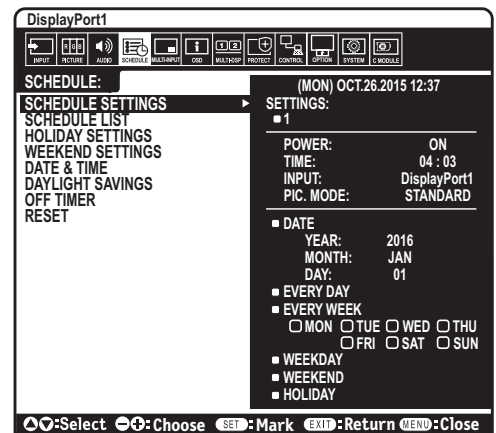 DisplayPort1
INPUT PICTURE AUDIO SCHEDULE MULTI-INPUT OSD MULTI-DSP PROTECT CONTROL OPTION SYSTEM C MODULE
SCHEDULE:
SCHEDULE SETTINGS
SCHEDULE LIST
HOLIDAY SETTINGS
WEEKEND SETTINGS
DATE & TIME
DAYLIGHT SAVINGS
OFF TIMER
RESET
(MON) OCT.26.2015 12:37
SETTINGS:
1
POWER: ON
TIME: 04 : 03
INPUT: DisplayPort1
PIC. MODE: STANDARD
DATE
YEAR: 2016
MONTH: JAN
DAY: 01
EVERY DAY
EVERY WEEK
MON TUE WED THU
FRI SAT SUN
WEEKDAY
WEEKEND
HOLIDAY
:Select :Choose SET :Mark EXIT :Return MENU :Close